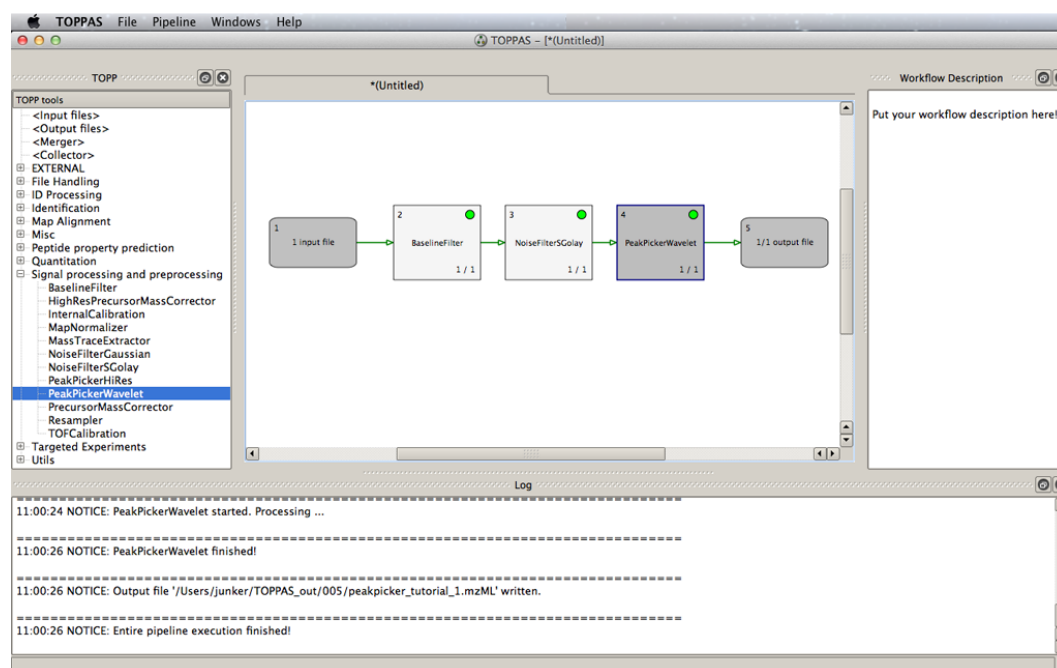 TOPPAS File Pipeline Windows Help
TOPPAS – [*(Untitled)]
TOPP
TOPP tools
<Input files>
<Output files>
<Merger>
<Collector>
EXTERNAL
File Handling
ID Processing
Identification
Map Alignment
Misc
Peptide property prediction
Quantitation
Signal processing and preprocessing
BaselineFilter
HighResPrecursorMassCorrector
InternalCalibration
MapNormalizer
MassTraceExtractor
NoiseFilterGaussian
NoiseFilterSGolay
PeakPickerHiRes
PeakPickerWavelet
PrecursorMassCorrector
Resampler
TOFCalibration
Targeted Experiments
Utils
*(Untitled)
1
1 input file
2
BaselineFilter
1 / 1
3
NoiseFilterSGolay
1 / 1
4
PeakPickerWavelet
1 / 1
5
1/1 output file
Workflow Description
Put your workflow description here!
Log
==============================================================================
11:00:24 NOTICE: PeakPickerWavelet started. Processing ...
==============================================================================
11:00:26 NOTICE: PeakPickerWavelet finished!
==============================================================================
11:00:26 NOTICE: Output file '/Users/junker/TOPPAS_out/005/peakpicker_tutorial_1.mzML' written.
==============================================================================
11:00:26 NOTICE: Entire pipeline execution finished!